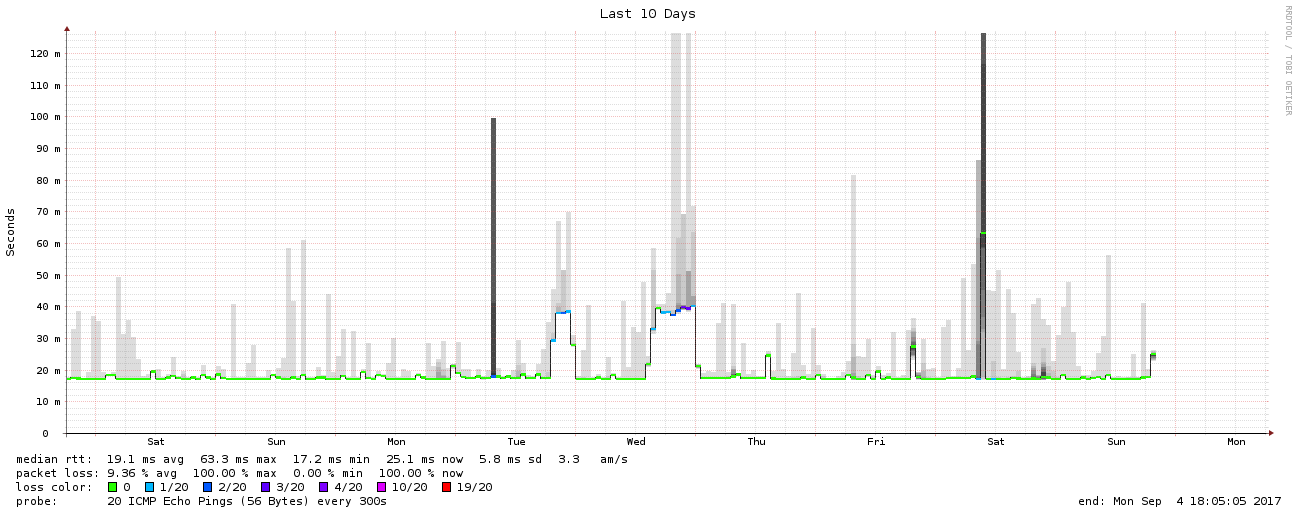 Last 10 Days
RRDTOOL / TOBI OETIKER
Seconds
120 m
110 m
100 m
90 m
80 m
70 m
60 m
50 m
40 m
30 m
20 m
10 m
0
Sat Sun Mon Tue Wed Thu Fri Sat Sun Mon
median rtt: 19.1 ms avg 63.3 ms max 17.2 ms min 25.1 ms now 5.8 ms sd 3.3 am/s
packet loss: 9.36 % avg 100.00 % max 0.00 % min 100.00 % now
loss color: 0 1/20 2/20 3/20 4/20 10/20 19/20
probe: 20 ICMP Echo Pings (56 Bytes) every 300s end: Mon Sep 4 18:05:05 2017